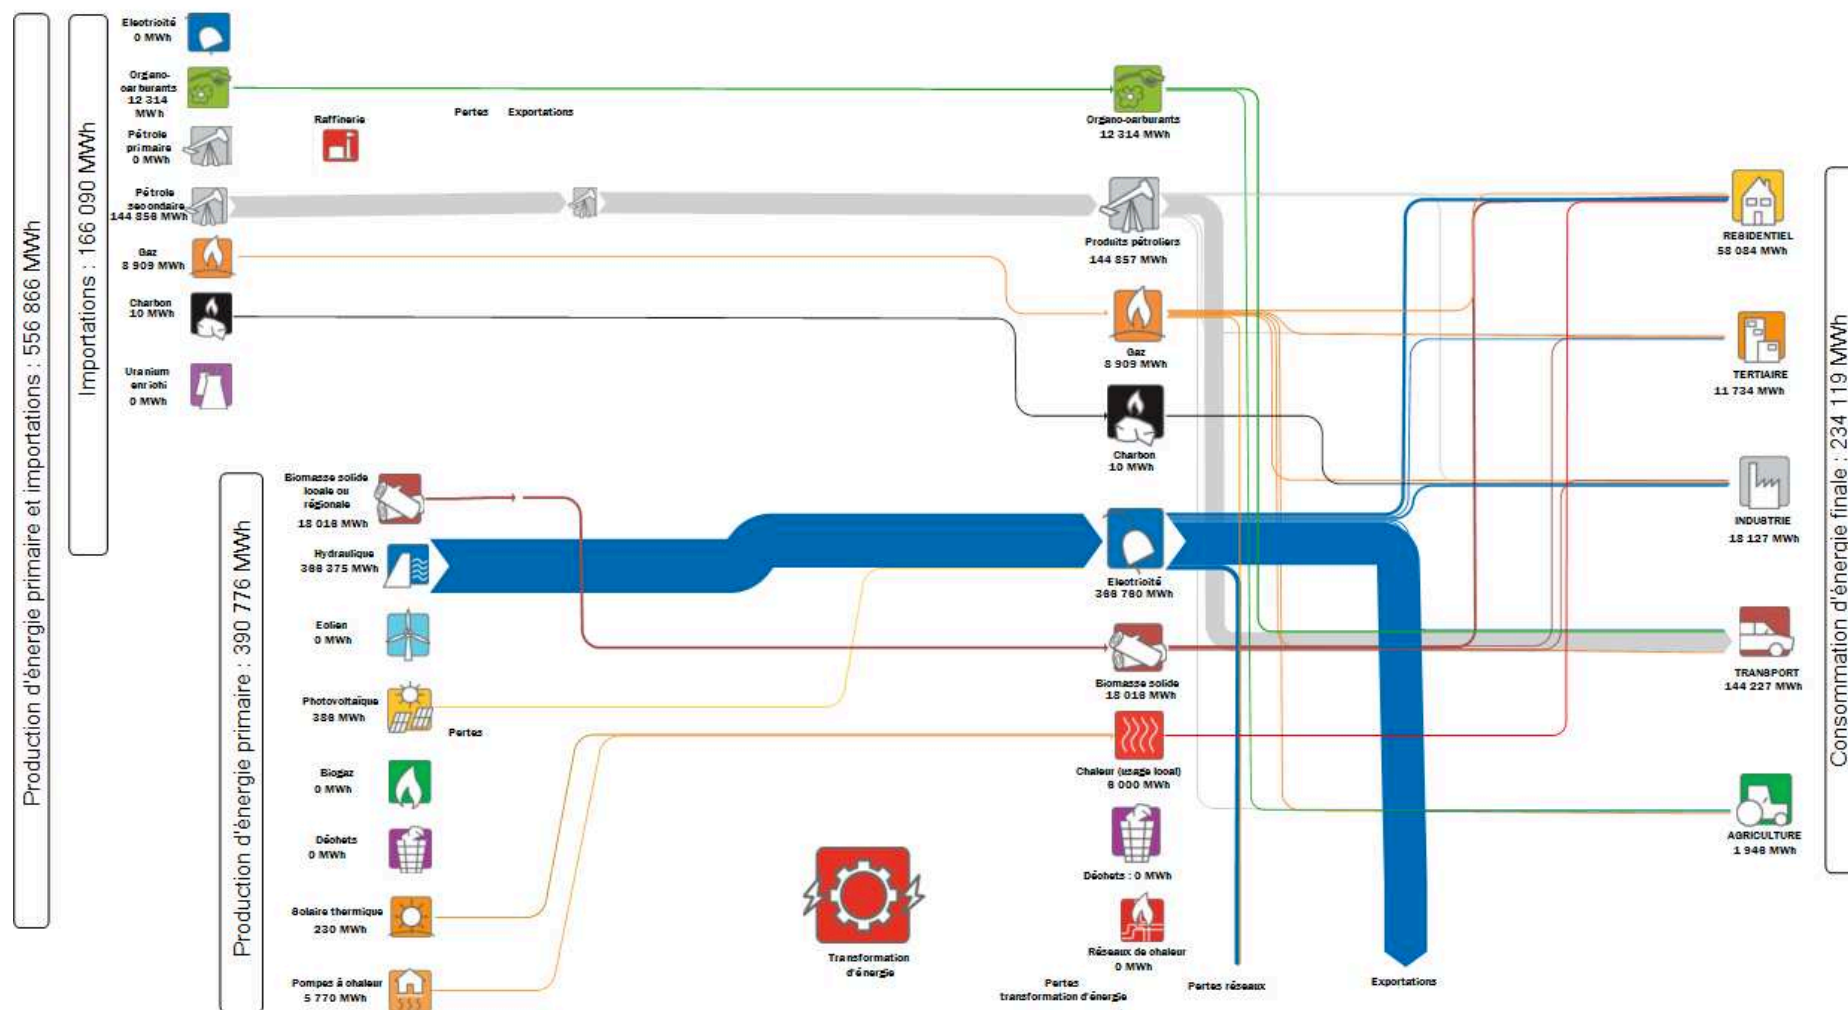 Production d'énergie primaire et importations : 556 866 MWh
Importations : 166 090 MWh
Electricité
0 MWh
Organo-
carburants
12 314
MWh
Pétrole
primaire
0 MWh
Pétrole
secondaire
144 856 MWh
Gaz
8 909 MWh
Charbon
10 MWh
Uranium
enrichi
0 MWh
Raffinerie
Pertes
Exportations
Production d'énergie primaire : 390 776 MWh
Biomasse solide
locale ou
régionale
18 016 MWh
Hydraulique
366 375 MWh
Eolien
0 MWh
Photovoltaïque
386 MWh
Pertes
Biogaz
0 MWh
Déchets
0 MWh
Solaire thermique
230 MWh
Pompes à chaleur
5 770 MWh
Transformation
d'énergie
Organo-carburants
12 314 MWh
Produits pétroliers
144 857 MWh
Gaz
8 909 MWh
Charbon
10 MWh
Electricité
366 760 MWh
Biomasse solide
18 016 MWh
Chaleur (usage local)
6 000 MWh
Déchets : 0 MWh
Réseaux de chaleur
0 MWh
Pertes
transformation d'énergie
Pertes réseaux
Exportations
RESIDENTIEL
58 084 MWh
TERTIAIRE
11 734 MWh
INDUSTRIE
18 127 MWh
TRANSPORT
144 227 MWh
AGRICULTURE
1 946 MWh
Consommation d'énergie finale : 234 119 MWh